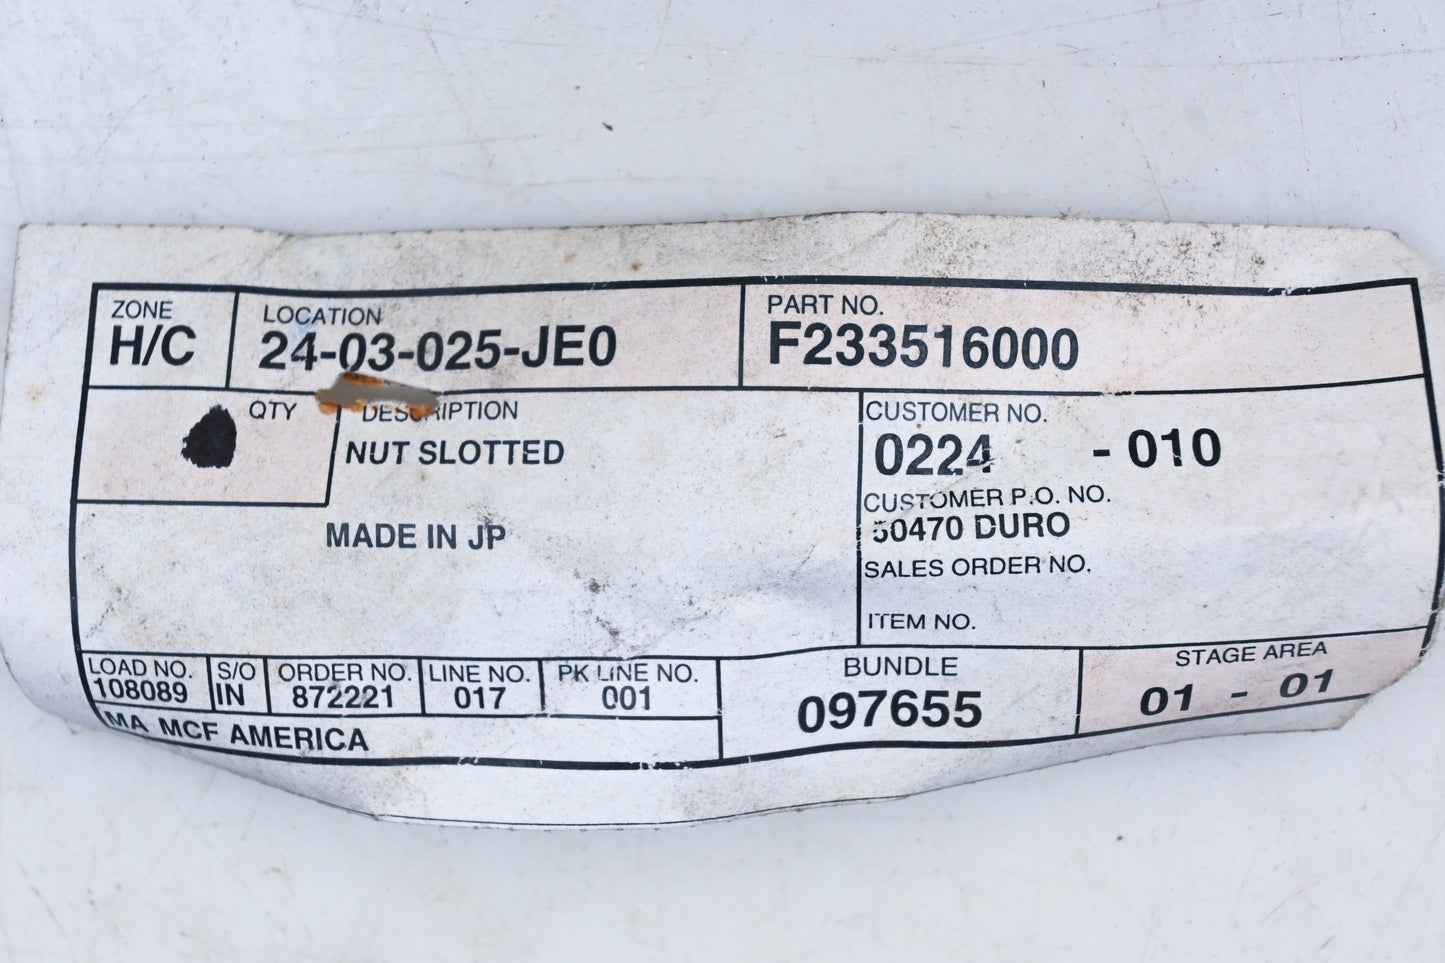 ZONE LOCATION PART NO.
H/C 24-03-025-JE0 F233516000
QTY DESCRIPTION CUSTOMER NO.
NUT SLOTTED 0224 - 010
CUSTOMER P.O. NO.
MADE IN JP 50470 DURO
SALES ORDER NO.
ITEM NO.
LOAD NO. S/O ORDER NO. LINE NO. PK LINE NO. BUNDLE STAGE AREA
108089 IN 872221 017 001 097655 01 - 01
MA MCF AMERICA